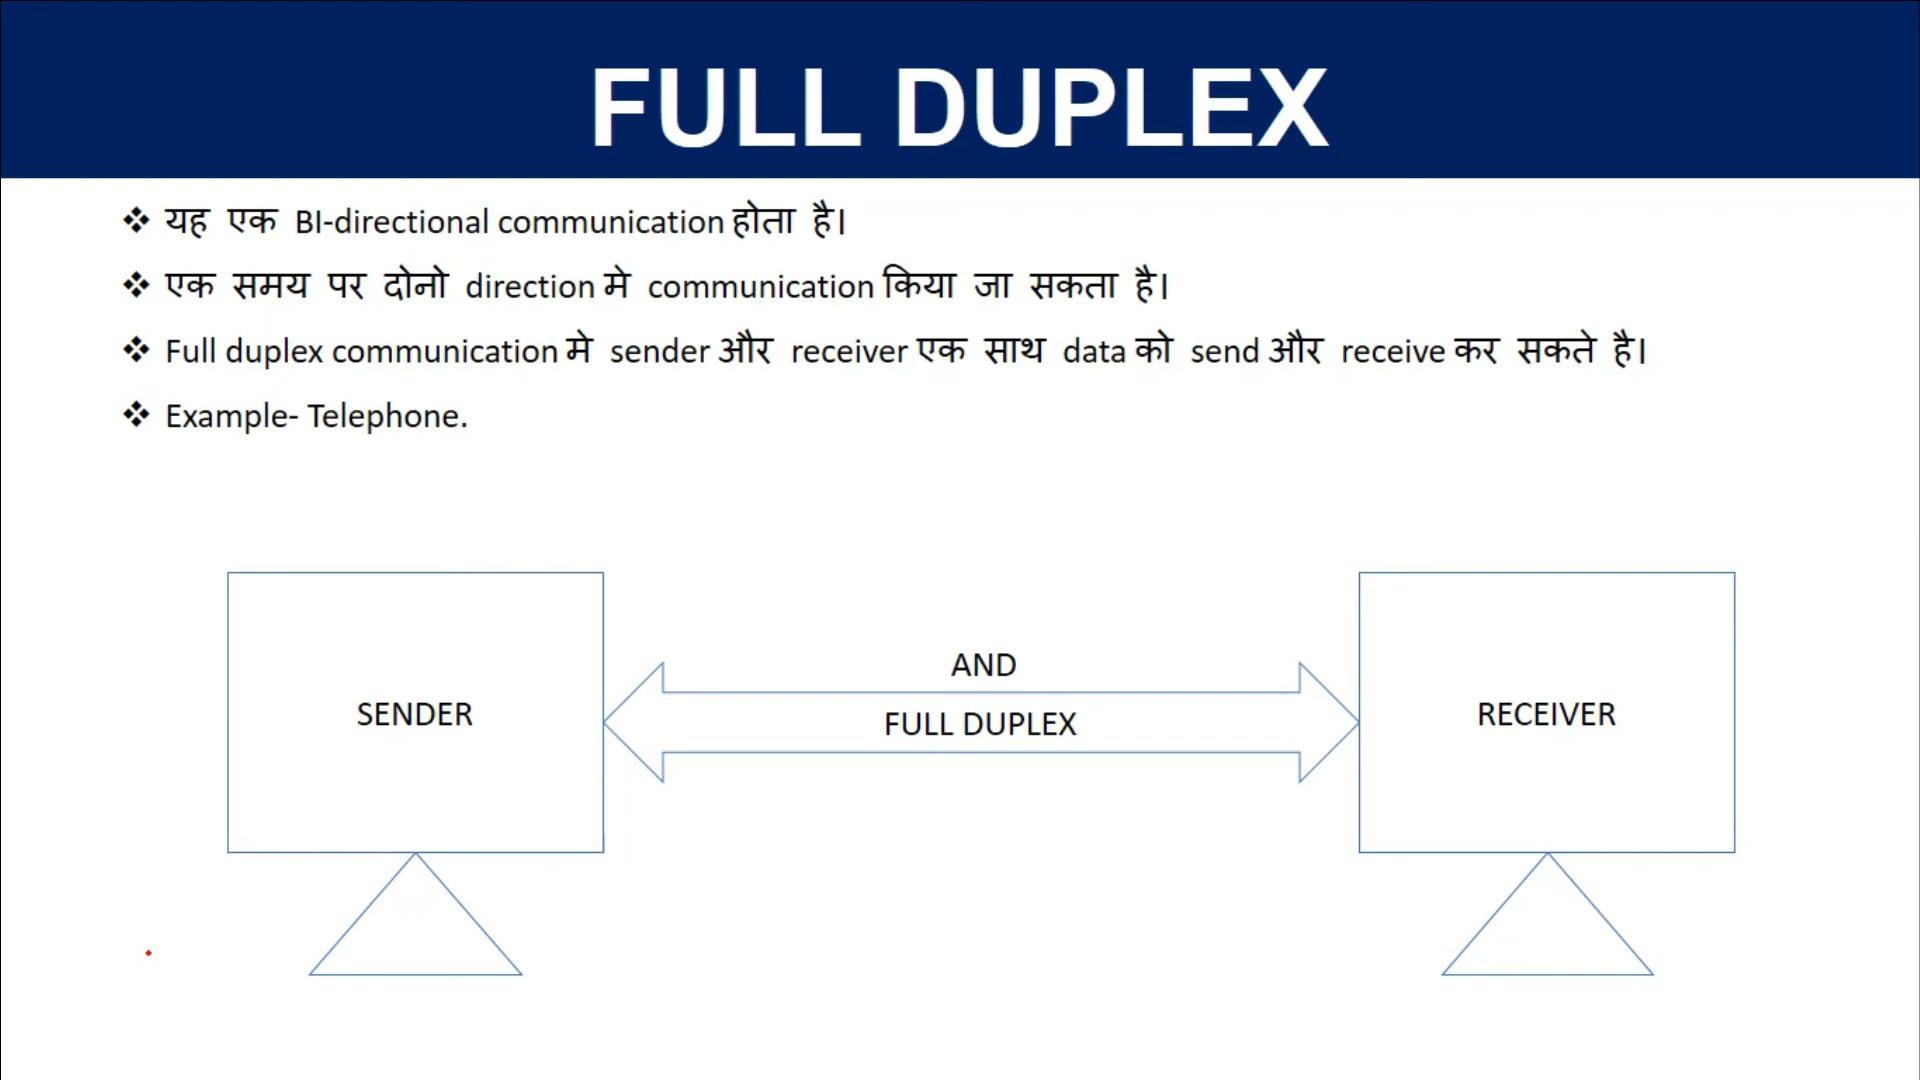 FULL DUPLEX
❖ यह एक BI-directional communication होता है।
❖ एक समय पर दोनो direction मे communication किया जा सकता है।
❖ Full duplex communication मे sender और receiver एक साथ data को send और receive कर सकते है।
❖ Example- Telephone.
AND
SENDER
FULL DUPLEX
RECEIVER